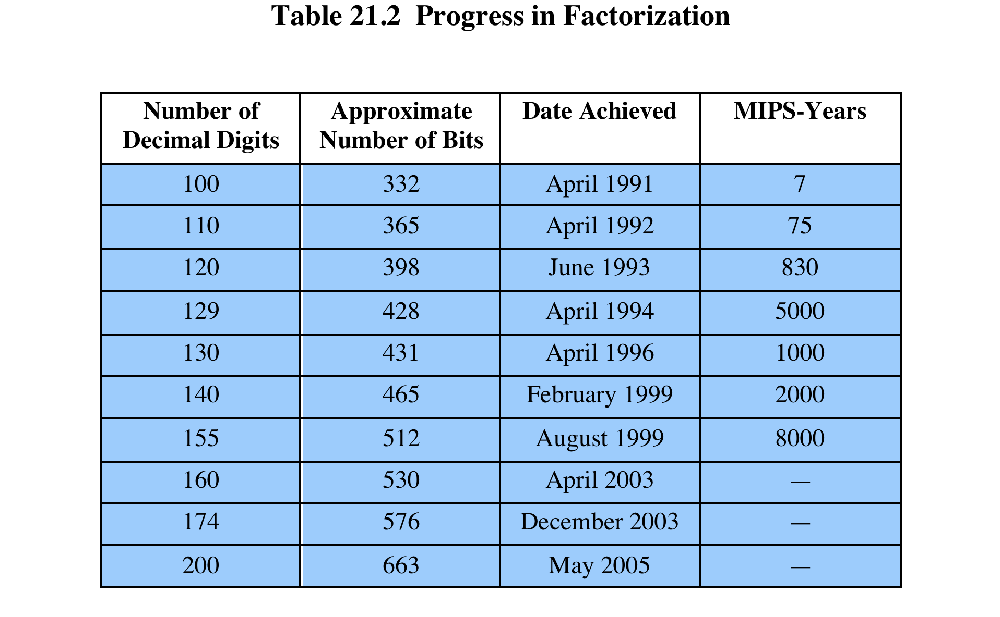 Table 21.2 Progress in Factorization
Number of Decimal Digits Approximate Number of Bits Date Achieved MIPS-Years
100 332 April 1991 7
110 365 April 1992 75
120 398 June 1993 830
129 428 April 1994 5000
130 431 April 1996 1000
140 465 February 1999 2000
155 512 August 1999 8000
160 530 April 2003 —
174 576 December 2003 —
200 663 May 2005 —